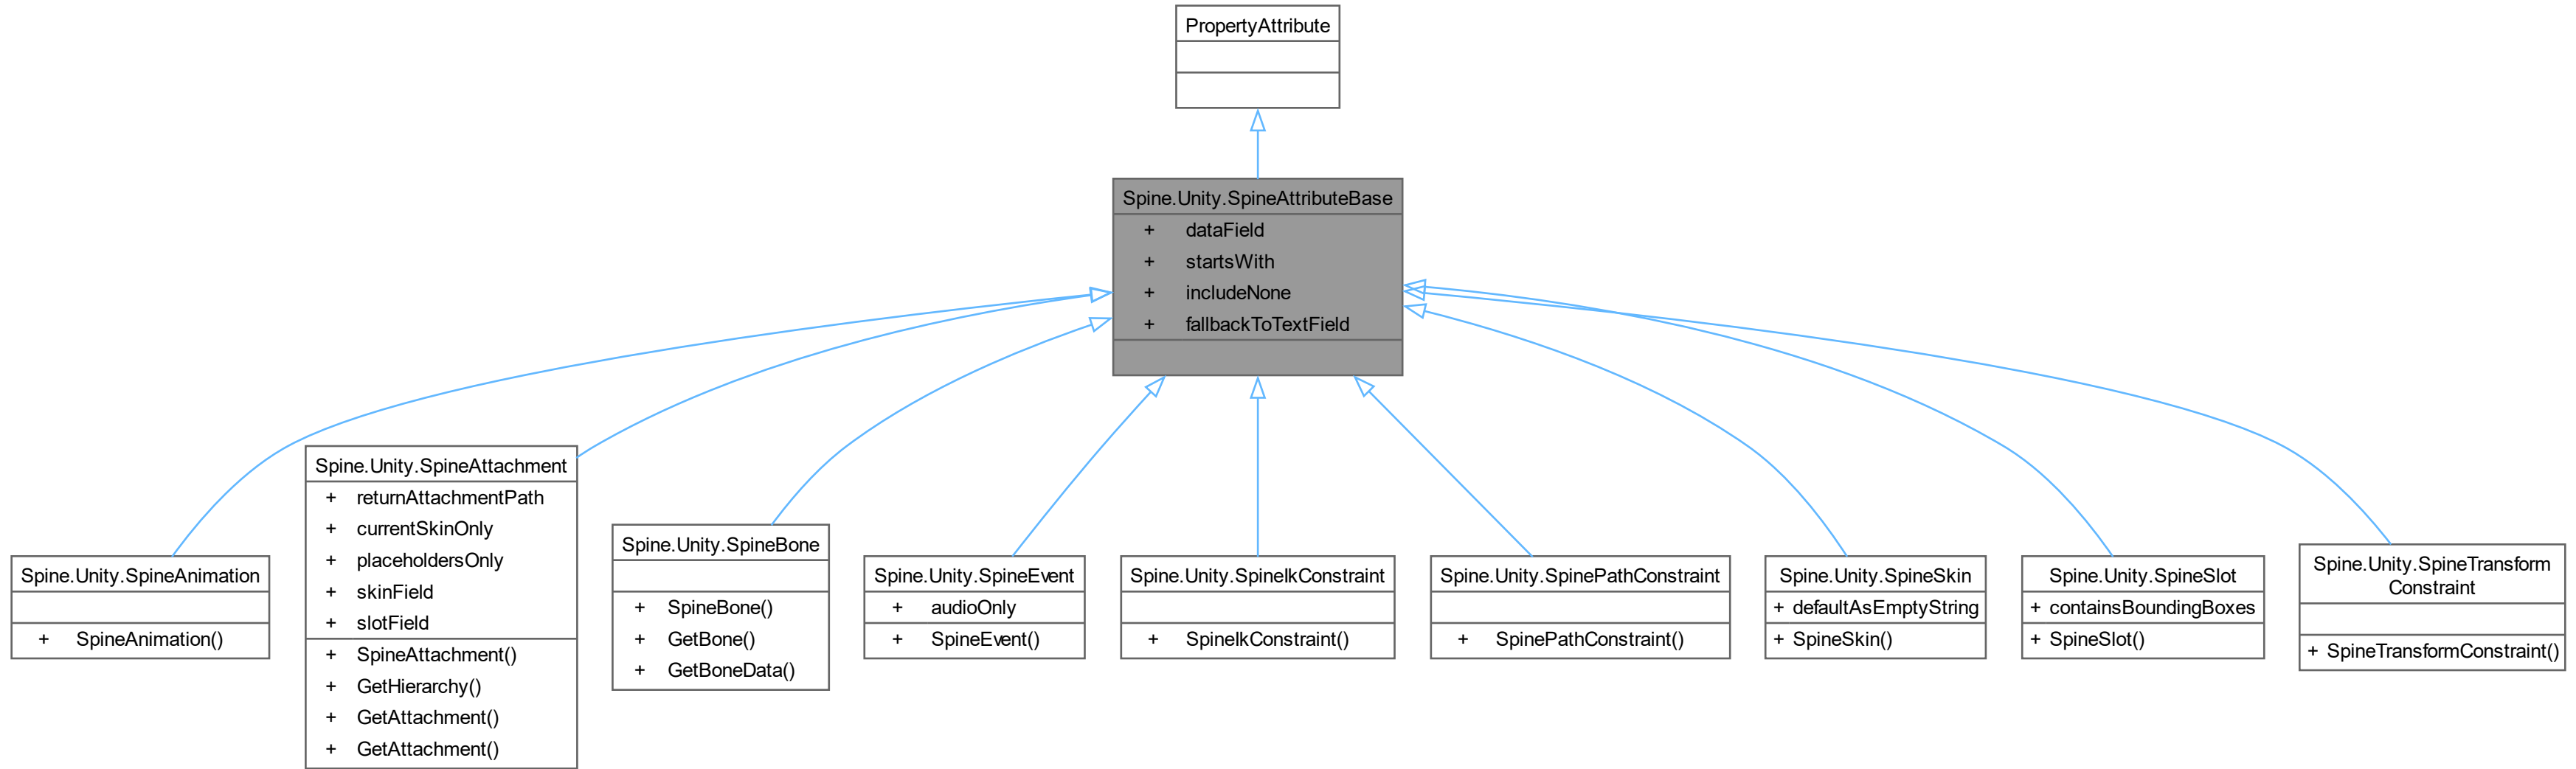 PropertyAttribute
Spine.Unity.SpineAttributeBase
+ dataField
+ startsWith
+ includeNone
+ fallbackToTextField
Spine.Unity.SpineAnimation
+ SpineAnimation()
Spine.Unity.SpineAttachment
+ returnAttachmentPath
+ currentSkinOnly
+ placeholdersOnly
+ skinField
+ slotField
+ SpineAttachment()
+ GetHierarchy()
+ GetAttachment()
+ GetAttachment()
Spine.Unity.SpineBone
+ SpineBone()
+ GetBone()
+ GetBoneData()
Spine.Unity.SpineEvent
+ audioOnly
+ SpineEvent()
Spine.Unity.SpineIkConstraint
+ SpineIkConstraint()
Spine.Unity.SpinePathConstraint
+ SpinePathConstraint()
Spine.Unity.SpineSkin
+ defaultAsEmptyString
+ SpineSkin()
Spine.Unity.SpineSlot
+ containsBoundingBoxes
+ SpineSlot()
Spine.Unity.SpineTransform
Constraint
+ SpineTransformConstraint()